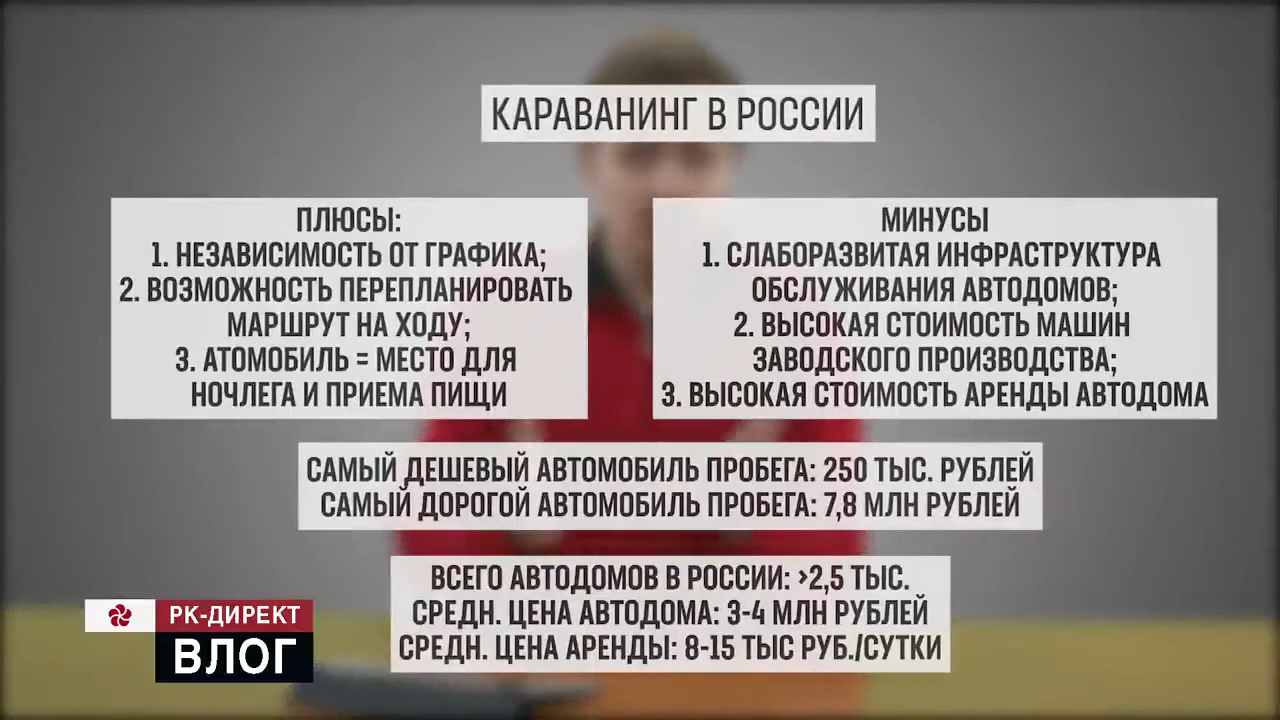 КАРАВАНИНГ В РОССИИ
ПЛЮСЫ:
1. НЕЗАВИСИМОСТЬ ОТ ГРАФИКА;
2. ВОЗМОЖНОСТЬ ПЕРЕПЛАНИРОВАТЬ
МАРШРУТ НА ХОДУ;
3. АТОМОБИЛЬ = МЕСТО ДЛЯ
НОЧЛЕГА И ПРИЕМА ПИЩИ
МИНУСЫ
1. СЛАБОРАЗВИТАЯ ИНФРАСТРУКТУРА
ОБСЛУЖИВАНИЯ АВТОДОМОВ;
2. ВЫСОКАЯ СТОИМОСТЬ МАШИН
ЗАВОДСКОГО ПРОИЗВОДСТВА;
3. ВЫСОКАЯ СТОИМОСТЬ АРЕНДЫ АВТОДОМА
САМЫЙ ДЕШЕВЫЙ АВТОМОБИЛЬ ПРОБЕГА: 250 ТЫС. РУБЛЕЙ
САМЫЙ ДОРОГОЙ АВТОМОБИЛЬ ПРОБЕГА: 7,8 МЛН РУБЛЕЙ
ВСЕГО АВТОДОМОВ В РОССИИ: >2,5 ТЫС.
СРЕДН. ЦЕНА АВТОДОМА: 3-4 МЛН РУБЛЕЙ
СРЕДН. ЦЕНА АРЕНДЫ: 8-15 ТЫС РУБ./СУТКИ
РК-ДИРЕКТ
ВЛОГ